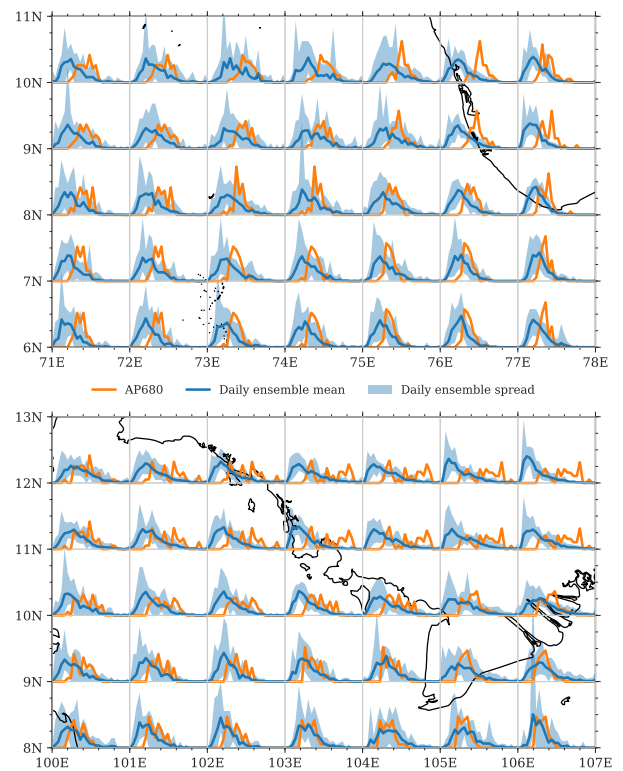 11N
10N
9N
8N
7N
6N
71E 72E 73E 74E 75E 76E 77E 78E
AP680 Daily ensemble mean Daily ensemble spread
13N
12N
11N
10N
9N
8N
100E 101E 102E 103E 104E 105E 106E 107E